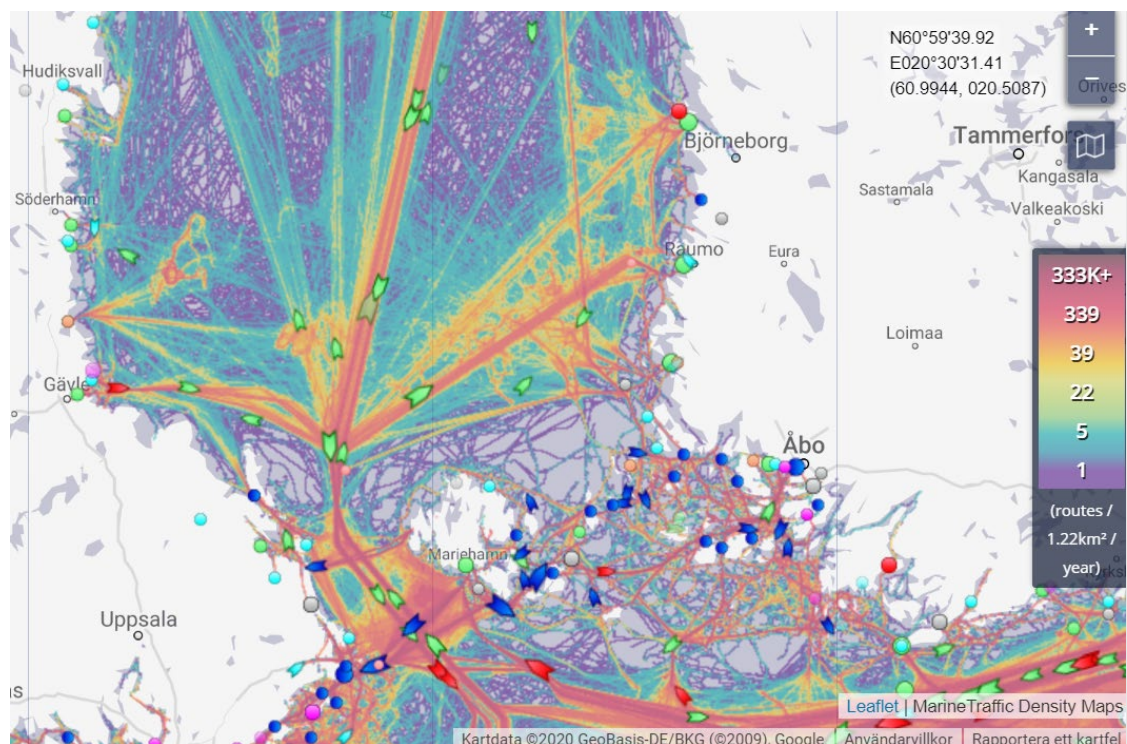 N60°59'39.92
E020°30'31.41
(60.9944, 020.5087)
+
−
Hudiksvall
Björneborg
Tammerfors
Kangasala
Sastamala
Valkeakoski
Söderhamn
Raumo
Eura
Loimaa
Gävle
Åbo
Mariehamn
Uppsala
333K+
339
39
22
5
1
(routes /
1.22km² /
year)
Leaflet | MarineTraffic Density Maps
Kartdata ©2020 GeoBasis-DE/BKG (©2009), Google Användarvillkor Rapportera ett kartfel